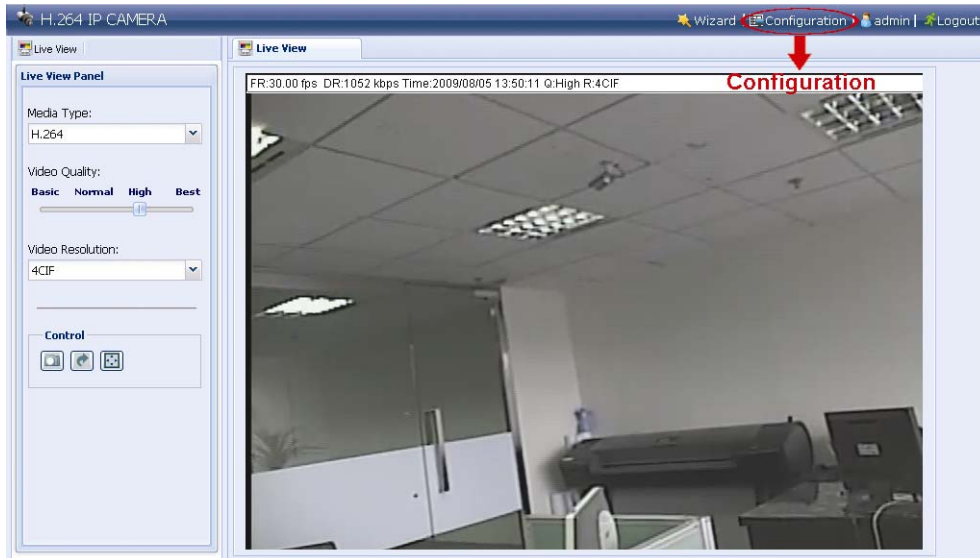 H.264 IP CAMERA
Wizard | Configuration | admin | Logout
Live View
Live View
Live View Panel
FR:30.00 fps DR:1052 kbps Time:2009/08/05 13:50:11 Q:High R:4CIF
Configuration
Media Type:
H.264
Video Quality:
Basic Normal High Best
Video Resolution:
4CIF
Control